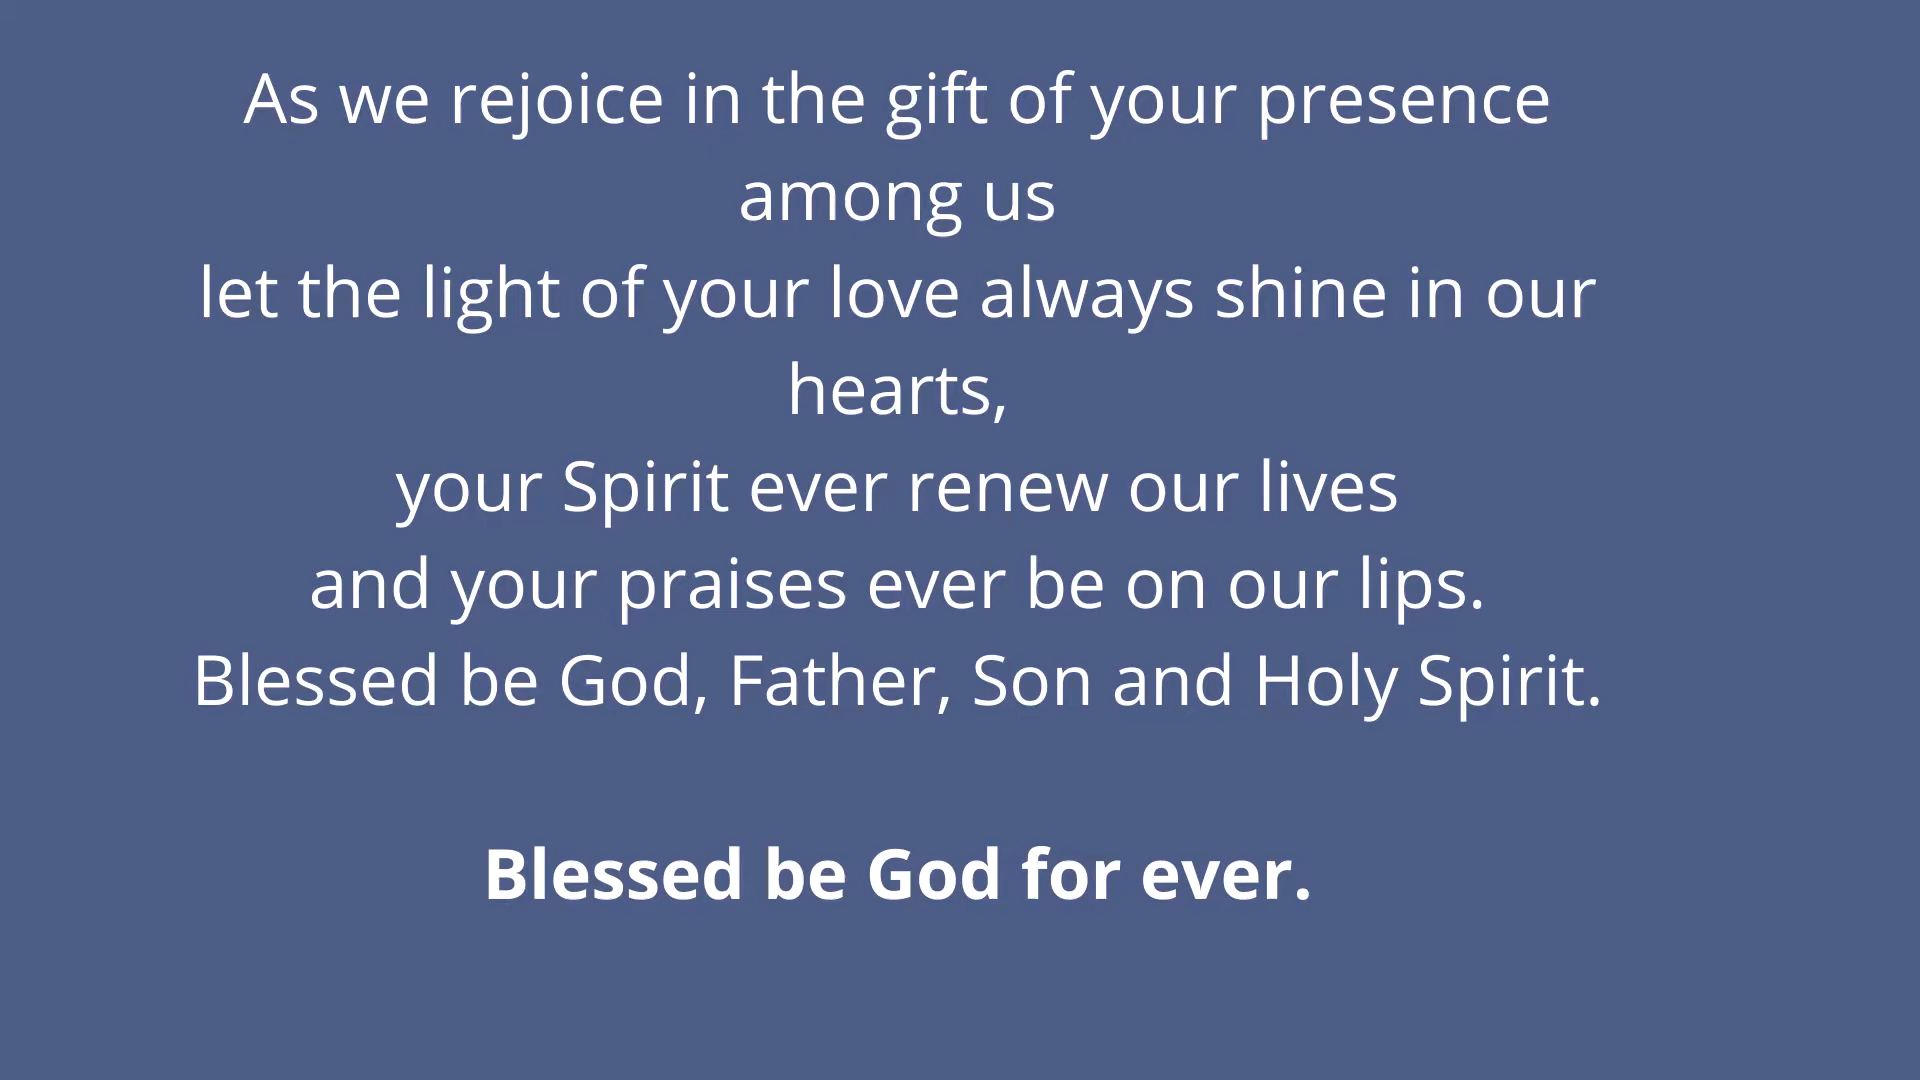 As we rejoice in the gift of your presence
among us
let the light of your love always shine in our
hearts,
your Spirit ever renew our lives
and your praises ever be on our lips.
Blessed be God, Father, Son and Holy Spirit.
Blessed be God for ever.